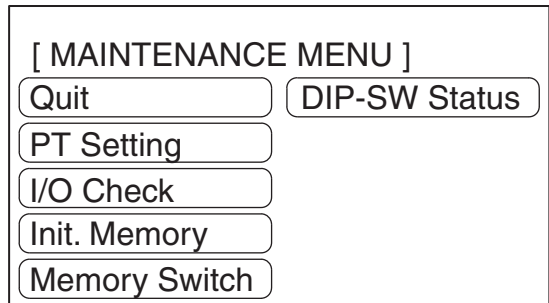 [ MAINTENANCE MENU ]
Quit DIP-SW Status
PT Setting
I/O Check
Init. Memory
Memory Switch